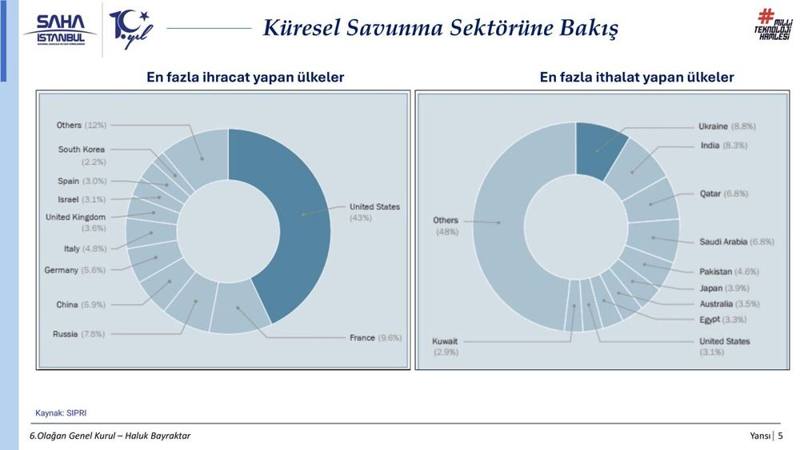 SAHA
İSTANBUL
10.yıl
Küresel Savunma Sektörüne Bakış
#MİLLİ
TEKNOLOJİ
HAMLESİ
En fazla ihracat yapan ülkeler
Others (12%)
South Korea
(2.2%)
Spain (3.0%)
Israel (3.1%)
United Kingdom
(3.6%)
Italy (4.8%)
Germany (5.6%)
China (5.9%)
Russia (7.8%)
United States
(43%)
France (9.6%)
En fazla ithalat yapan ülkeler
Ukraine (8.8%)
India (8.3%)
Qatar (6.8%)
Saudi Arabia (6.8%)
Pakistan (4.6%)
Japan (3.9%)
Australia (3.5%)
Egypt (3.3%)
United States
(3.1%)
Others
(48%)
Kuwait
(2.9%)
Kaynak: SIPRI
6.Olağan Genel Kurul – Haluk Bayraktar
Yansı| 5